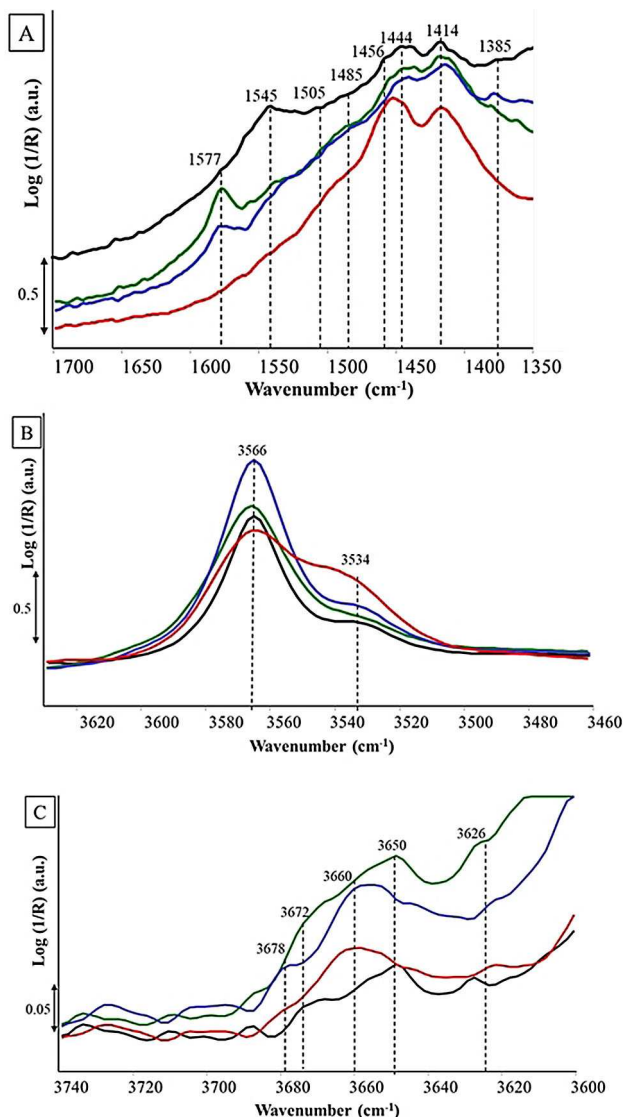 A
1456 1444 1414
1545 1505 1485 1385
1577
Log (1/R) (a.u.)
0.5
1700 1650 1600 1550 1500 1450 1400 1350
Wavenumber (cm-1)
B
3566
3534
Log (1/R) (a.u.)
0.5
3620 3600 3580 3560 3540 3520 3500 3480 3460
Wavenumber (cm-1)
C
3650
3626
3660
3672
3678
Log (1/R) (a.u.)
0.05
3740 3720 3700 3680 3660 3640 3620 3600
Wavenumber (cm-1)